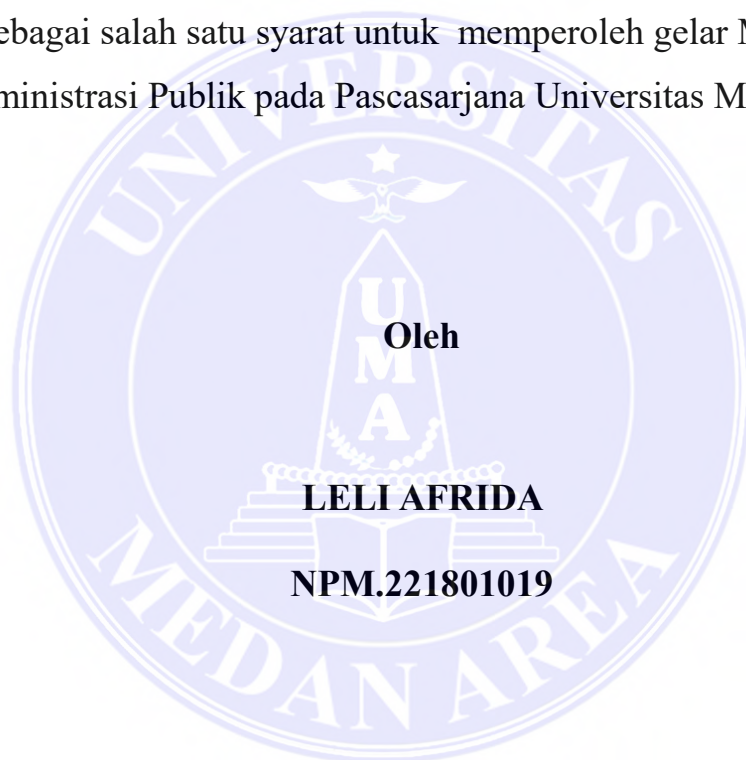 ebagai salah satu syarat untuk memperoleh gelar M
ministrasi Publik pada Pascasarjana Universitas M
UNIVERSITAS
UMA
Oleh
LELI AFRIDA
NPM.221801019
MEDAN AREA